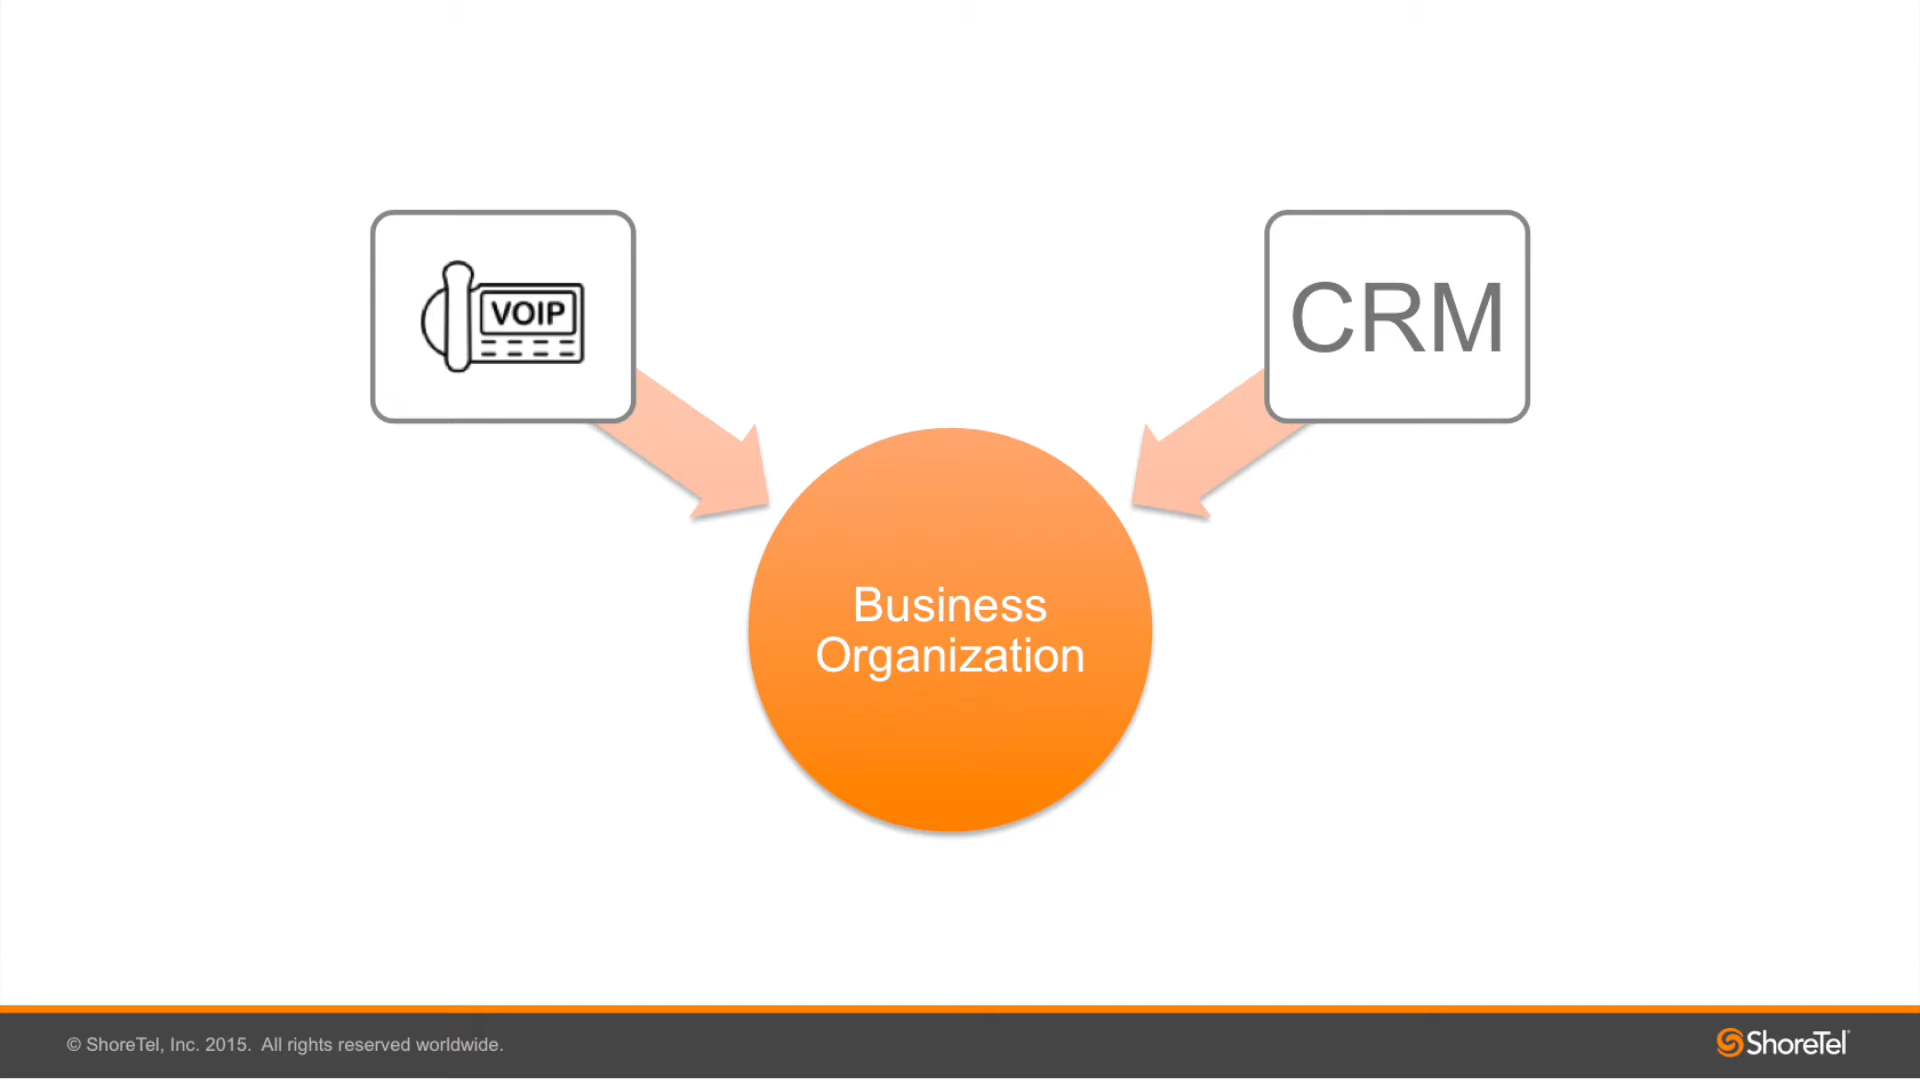 VOIP
CRM
Business
Organization
© ShoreTel, Inc. 2015.  All rights reserved worldwide.
ShoreTel